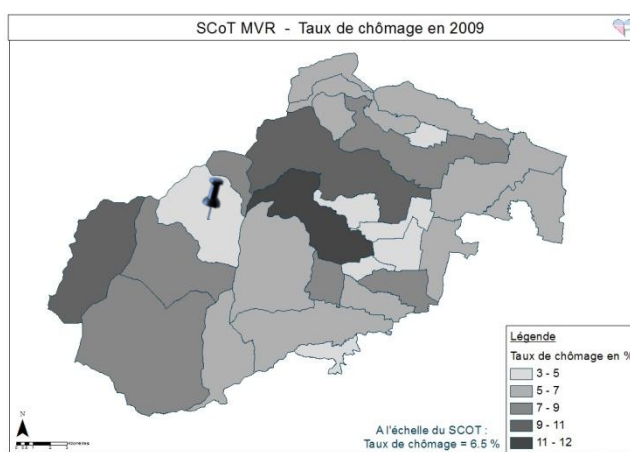 SCoT MVR - Taux de chômage en 2009
Légende
Taux de chômage en %
3 - 5
5 - 7
7 - 9
9 - 11
11 - 12
N
A l'échelle du SCOT :
Taux de chômage = 6.5 %